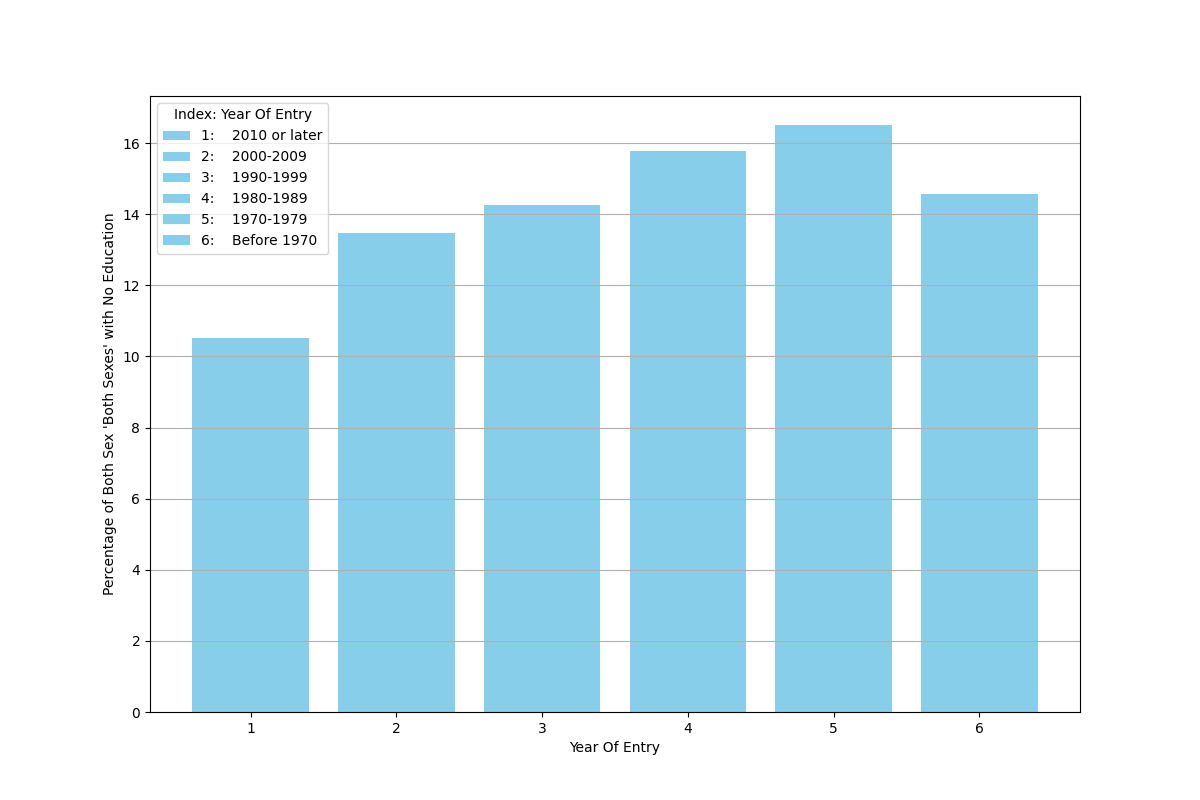 Index: Year Of Entry
1: 2010 or later
2: 2000-2009
3: 1990-1999
4: 1980-1989
5: 1970-1979
6: Before 1970
Percentage of Both Sex 'Both Sexes' with No Education
16
14
12
10
8
6
4
2
0
1 2 3 4 5 6
Year Of Entry